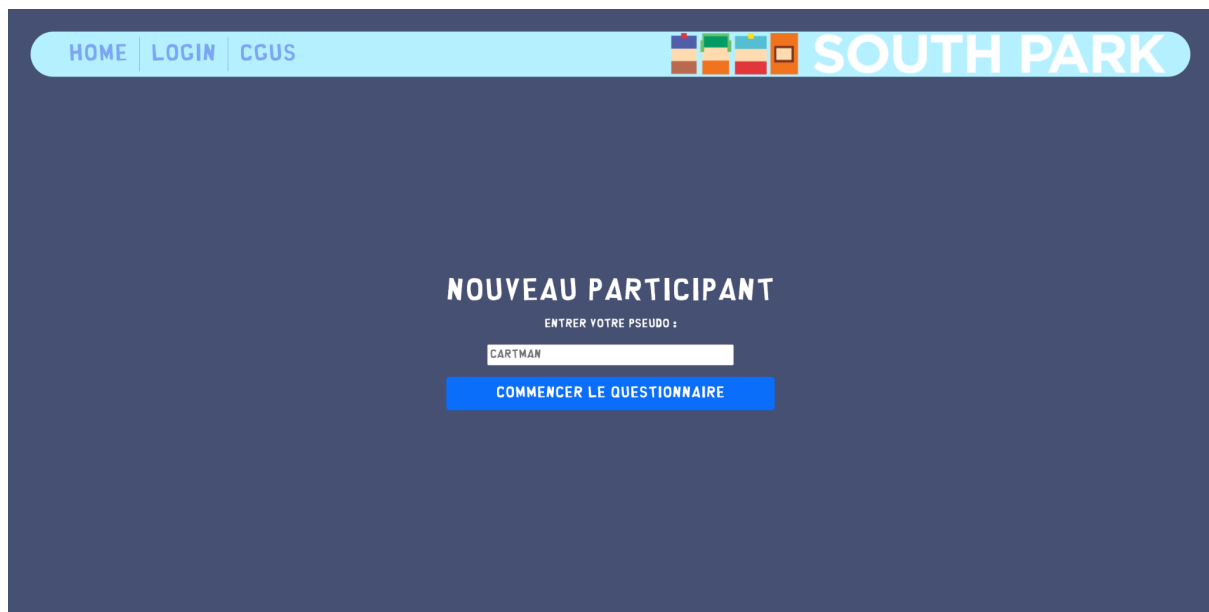 HOME LOGIN CGUS SOUTH PARK
NOUVEAU PARTICIPANT
ENTRER VOTRE PSEUDO :
CARTMAN
COMMENCER LE QUESTIONNAIRE